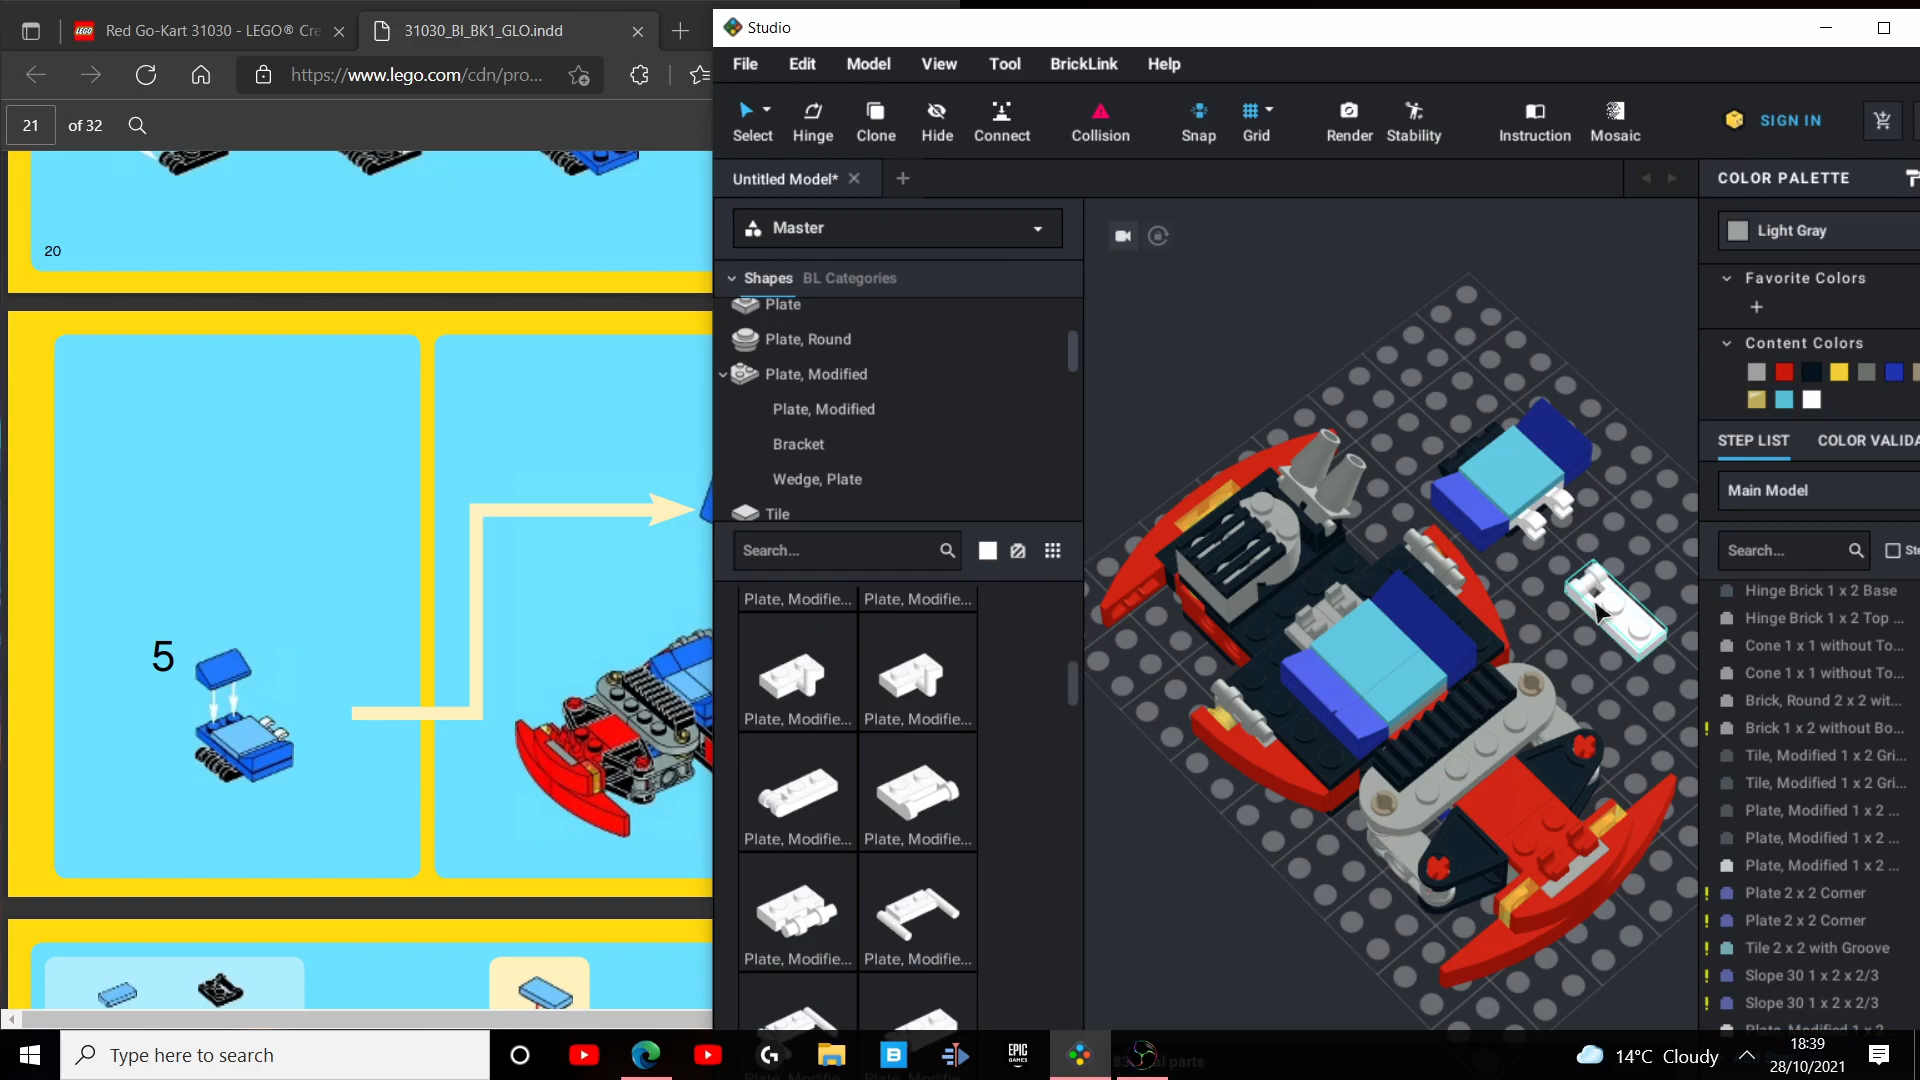 Red Go-Kart 31030 - LEGO® Cre
31030_BI_BK1_GLO.indd
https://www.lego.com/cdn/pro...
21 of 32
20
5
Studio
File Edit Model View Tool BrickLink Help
Select Hinge Clone Hide Connect Collision Snap Grid Render Stability Instruction Mosaic SIGN IN
Untitled Model*
Master
Shapes BL Categories
Plate
Plate, Round
Plate, Modified
Plate, Modified
Bracket
Wedge, Plate
Tile
Search...
Plate, Modifie... Plate, Modifie...
Plate, Modifie... Plate, Modifie...
Plate, Modifie... Plate, Modifie...
Plate, Modifie... Plate, Modifie...
COLOR PALETTE
Light Gray
Favorite Colors
Content Colors
STEP LIST COLOR VALIDA
Main Model
Search... Ste
Hinge Brick 1 x 2 Base
Hinge Brick 1 x 2 Top ...
Cone 1 x 1 without To...
Cone 1 x 1 without To...
Brick, Round 2 x 2 wit...
Brick 1 x 2 without Bo...
Tile, Modified 1 x 2 Gri...
Tile, Modified 1 x 2 Gri...
Plate, Modified 1 x 2 ...
Plate, Modified 1 x 2 ...
Plate, Modified 1 x 2 ...
Plate 2 x 2 Corner
Plate 2 x 2 Corner
Tile 2 x 2 with Groove
Slope 30 1 x 2 x 2/3
Slope 30 1 x 2 x 2/3
Plate, Modified 1 x 2
Type here to search
EPIC
GAMES
14°C Cloudy
18:39
28/10/2021